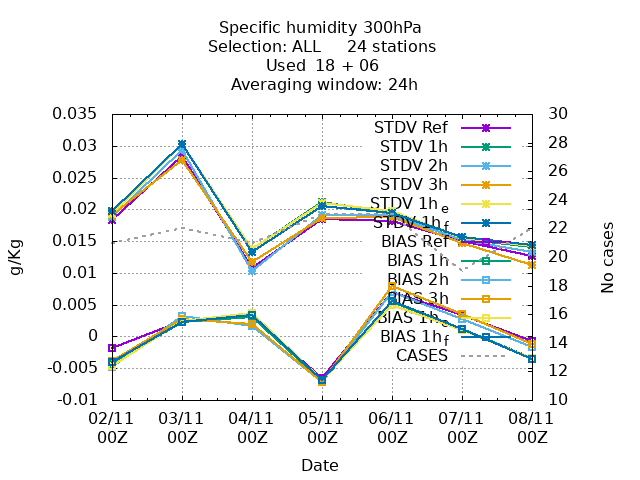 Specific humidity 300hPa
Selection: ALL 24 stations
Used 18 + 06
Averaging window: 24h
g/Kg
No cases
0.035
0.03
0.025
0.02
0.015
0.01
0.005
0
-0.005
-0.01
30
28
26
24
22
20
18
16
14
12
10
STDV Ref
STDV 1h
STDV 2h
STDV 3h
STDV 1he
STDV 1hf
BIAS Ref
BIAS 1h
BIAS 2h
BIAS 3h
BIAS 1he
BIAS 1hf
CASES
02/11 03/11 04/11 05/11 06/11 07/11 08/11
00Z 00Z 00Z 00Z 00Z 00Z 00Z
Date